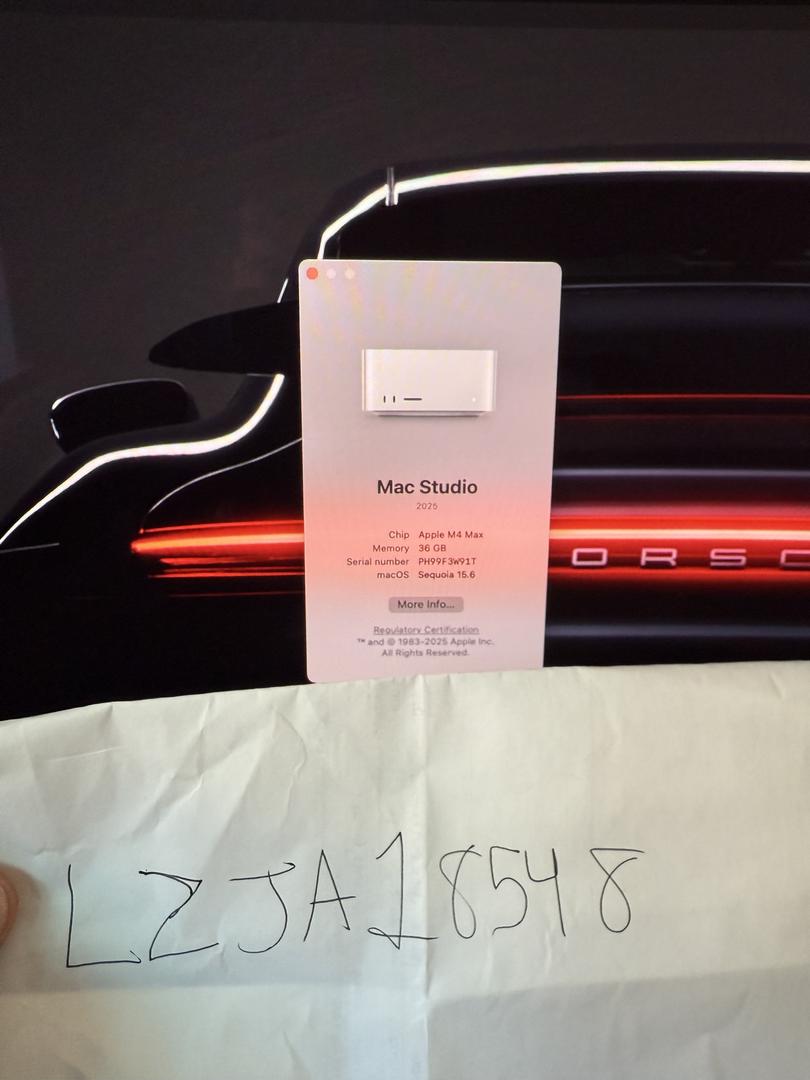 Mac Studio
2025
Chip Apple M4 Max
Memory 36 GB
Serial number PH99F3W91T
macOS Sequoia 15.6
More Info...
Regulatory Certification
™ and © 1983-2025 Apple Inc.
All Rights Reserved.
ORSC
LZJA18548